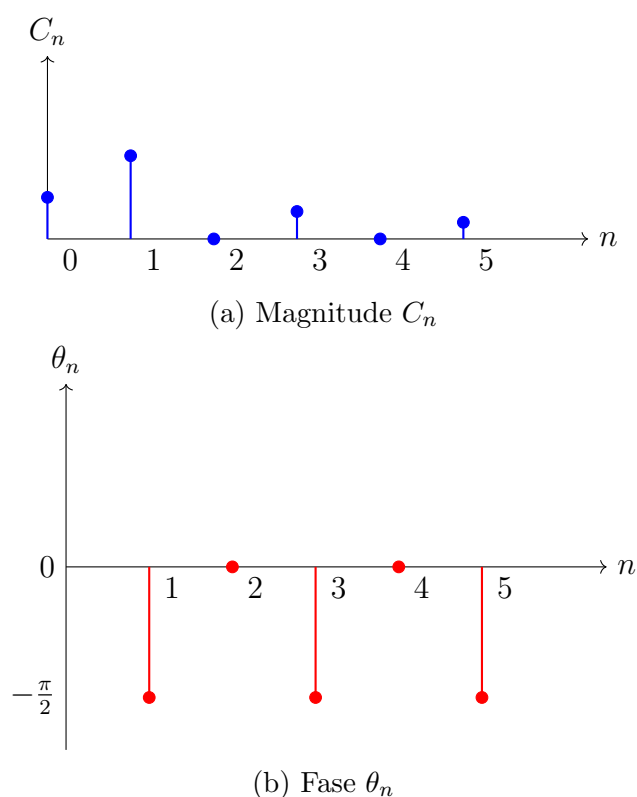 C_n
n
0 1 2 3 4 5
(a) Magnitude C_n
θ_n
0
n
1 2 3 4 5
−π/2
(b) Fase θ_n